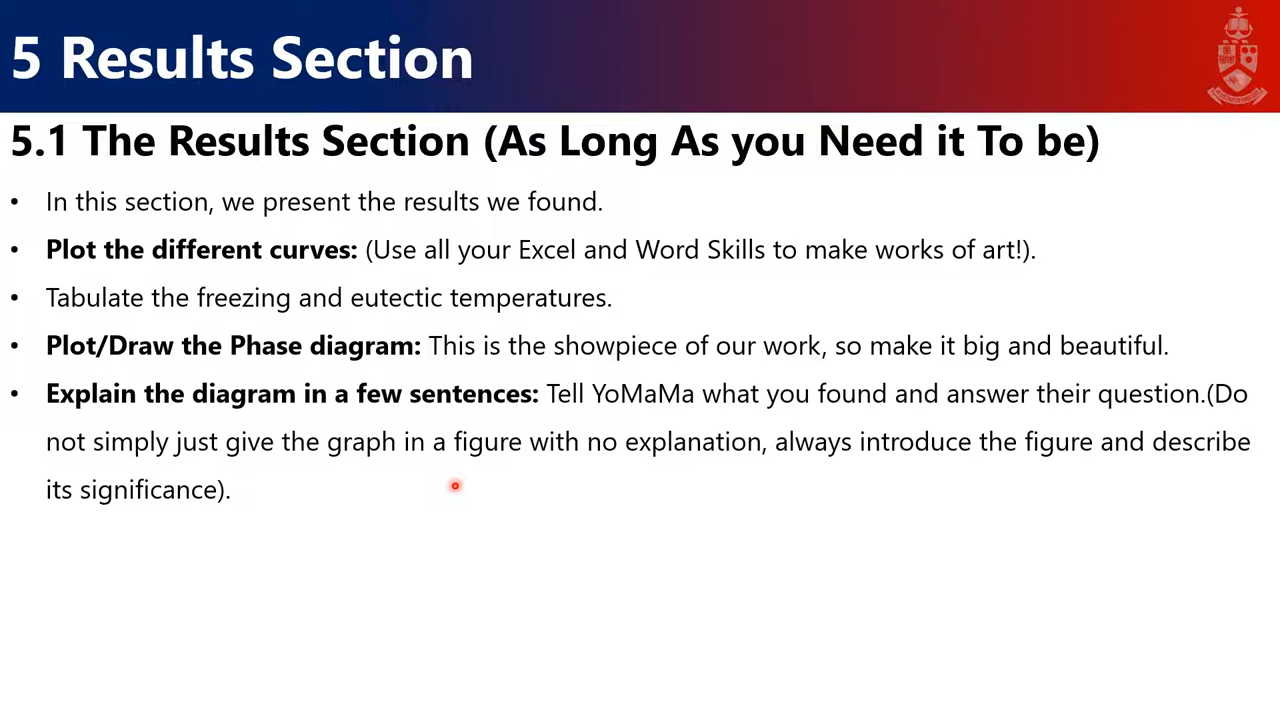 5 Results Section
5.1 The Results Section (As Long As you Need it To be)
• In this section, we present the results we found.
• Plot the different curves: (Use all your Excel and Word Skills to make works of art!).
• Tabulate the freezing and eutectic temperatures.
• Plot/Draw the Phase diagram: This is the showpiece of our work, so make it big and beautiful.
• Explain the diagram in a few sentences: Tell YoMaMa what you found and answer their question.(Do
not simply just give the graph in a figure with no explanation, always introduce the figure and describe
its significance).